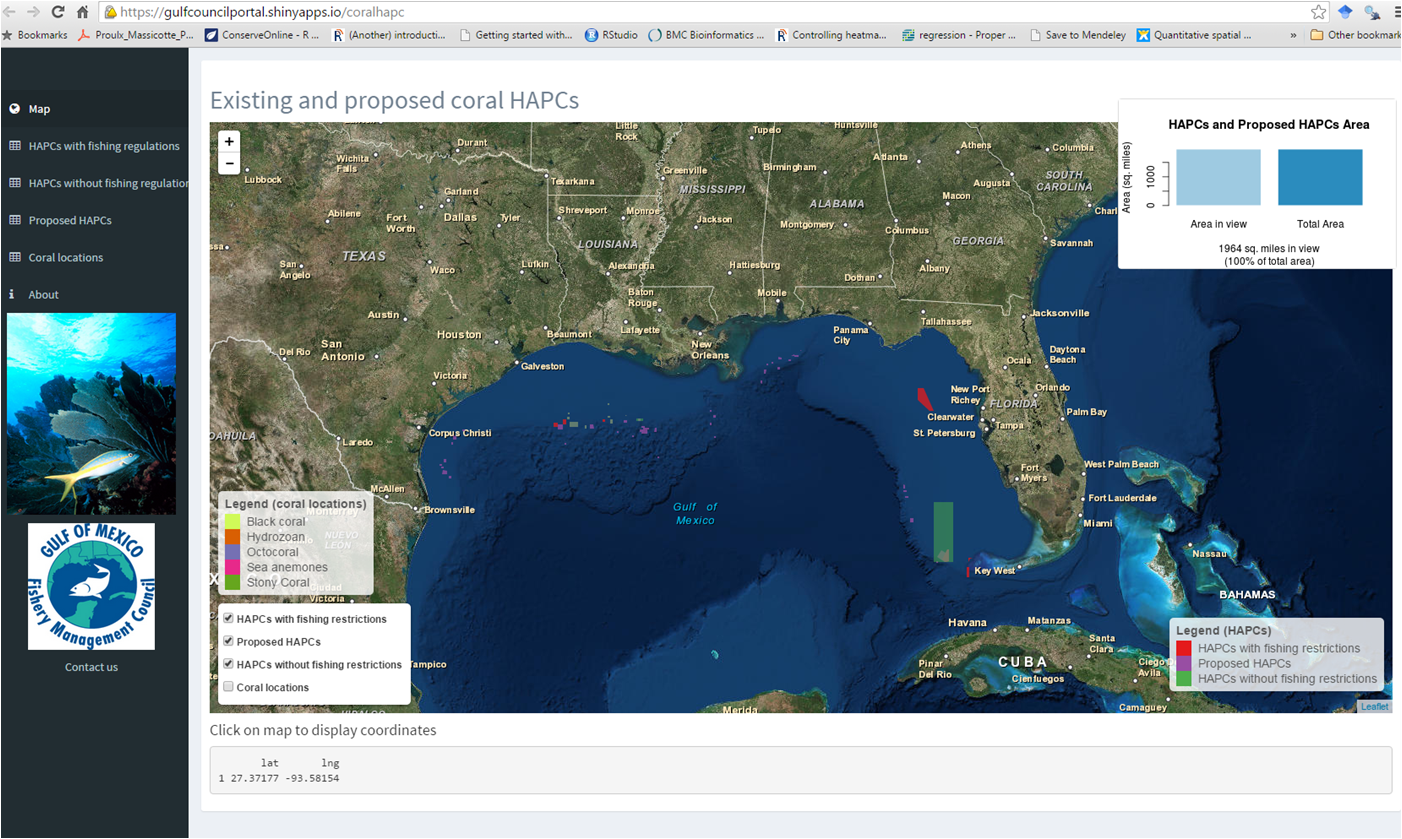 https://gulfcouncilportal.shinyapps.io/coralhapc
Bookmarks
Proulx_Massicotte_P...
ConserveOnline - R ...
(Another) introducti...
Getting started with...
RStudio
BMC Bioinformatics ...
Controlling heatma...
regression - Proper ...
Save to Mendeley
Quantitative spatial ...
»
Other bookmark
Map
HAPCs with fishing regulations
HAPCs without fishing regulation
Proposed HAPCs
Coral locations
About
GULF OF MEXICO
Fishery Management Council
Contact us
Existing and proposed coral HAPCs
+
−
HAPCs and Proposed HAPCs Area
Area (sq. miles)
1000
0
Area in view
Total Area
1964 sq. miles in view
(100% of total area)
Little
Rock
Tupelo
Huntsville
Durant
Wichita
Falls
Lubbock
Texarkana
Greenville
MISSISSIPPI
Birmingham
Atlanta
Athens
Columbia
Augusta
SOUTH
CAROLINA
Charl
Macon
ALABAMA
Garland
Dallas
Fort
Worth
Abilene
Tyler
Shreveport
Monroe
Jackson
Montgomery
Columbus
GEORGIA
Savannah
LOUISIANA
TEXAS
Waco
San
Angelo
Lufkin
Alexandria
Hattiesburg
Dothan
Albany
Baton
Rouge
Mobile
Austin
Houston
Beaumont
Lafayette
New
Orleans
Panama
City
Tallahassee
Jacksonville
Del Rio
San
Antonio
Galveston
Victoria
Ocala
Daytona
Beach
New Port
Richey
Orlando
FLORIDA
Clearwater
Tampa
Palm Bay
St. Petersburg
OAHUILA
Laredo
Corpus Christi
Fort
Myers
West Palm Beach
Fort Lauderdale
Miami
McAllen
Brownsville
Monterrey
NUEVO
LEÓN
Ciudad
Victoria
Gulf of
Mexico
Key West
Nassau
BAHAMAS
Havana
Matanzas
Santa
Clara
Pinar
Del Rio
CUBA
Cienfuegos
Ciego
Avila
Camaguey
Tampico
HIDALGO
Merida
Legend (coral locations)
Black coral
Hydrozoan
Octocoral
Sea anemones
Stony Coral
HAPCs with fishing restrictions
Proposed HAPCs
HAPCs without fishing restrictions
Coral locations
Legend (HAPCs)
HAPCs with fishing restrictions
Proposed HAPCs
HAPCs without fishing restrictions
Leaflet
Click on map to display coordinates
lat lng
1 27.37177 -93.58154